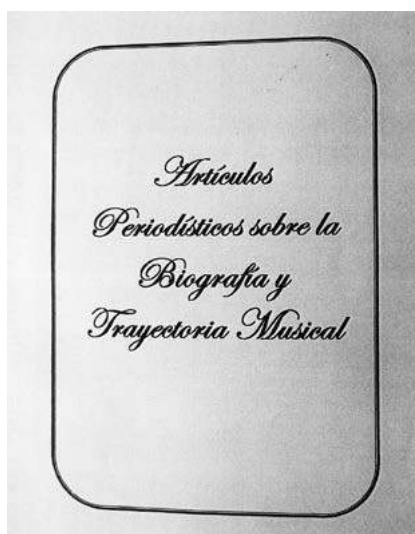 Artículos
Periodísticos sobre la
Biografía y
Trayectoria Musical